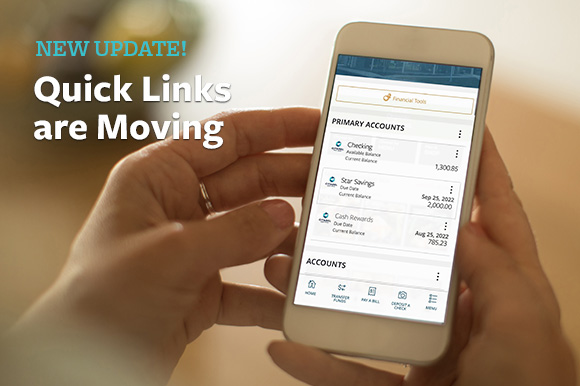 NEW UPDATE!
Quick Links
are Moving
Financial Tools
PRIMARY ACCOUNTS
Checking
Available Balance
Current Balance
1,300.85
Star Savings
Due Date
Current Balance
Sep 25, 2022
2,000.00
Cash Rewards
Due Date
Current Balance
Aug 25, 2022
785.23
ACCOUNTS
HOME
TRANSFER FUNDS
PAY A BILL
DEPOSIT A CHECK
MENU